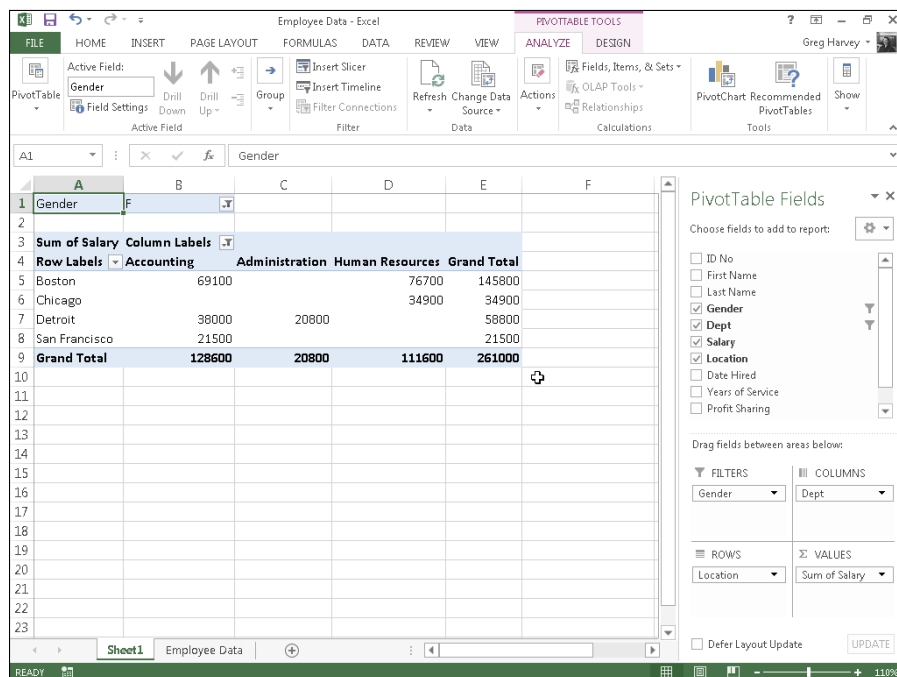 Employee Data - Excel
PIVOTTABLE TOOLS
?
FILE HOME INSERT PAGE LAYOUT FORMULAS DATA REVIEW VIEW ANALYZE DESIGN Greg Harvey
PivotTable
Active Field:
Gender
Field Settings
Drill Down
Drill Up
Active Field
Group
Insert Slicer
Insert Timeline
Filter Connections
Filter
Refresh
Change Data Source
Data
Actions
Fields, Items, & Sets
OLAP Tools
Relationships
Calculations
PivotChart
Recommended PivotTables
Tools
Show
A1 fx Gender
A B C D E F
1 Gender F
2
3 Sum of Salary Column Labels
4 Row Labels Accounting Administration Human Resources Grand Total
5 Boston 69100 76700 145800
6 Chicago 34900 34900
7 Detroit 38000 20800 58800
8 San Francisco 21500 21500
9 Grand Total 128600 20800 111600 261000
10
11
12
13
14
15
16
17
18
19
20
21
22
23
PivotTable Fields
Choose fields to add to report:
ID No
First Name
Last Name
Gender
Dept
Salary
Location
Date Hired
Years of Service
Profit Sharing
Drag fields between areas below:
FILTERS
Gender
COLUMNS
Dept
ROWS
Location
Σ VALUES
Sum of Salary
Defer Layout Update UPDATE
Sheet1 Employee Data
READY 110%